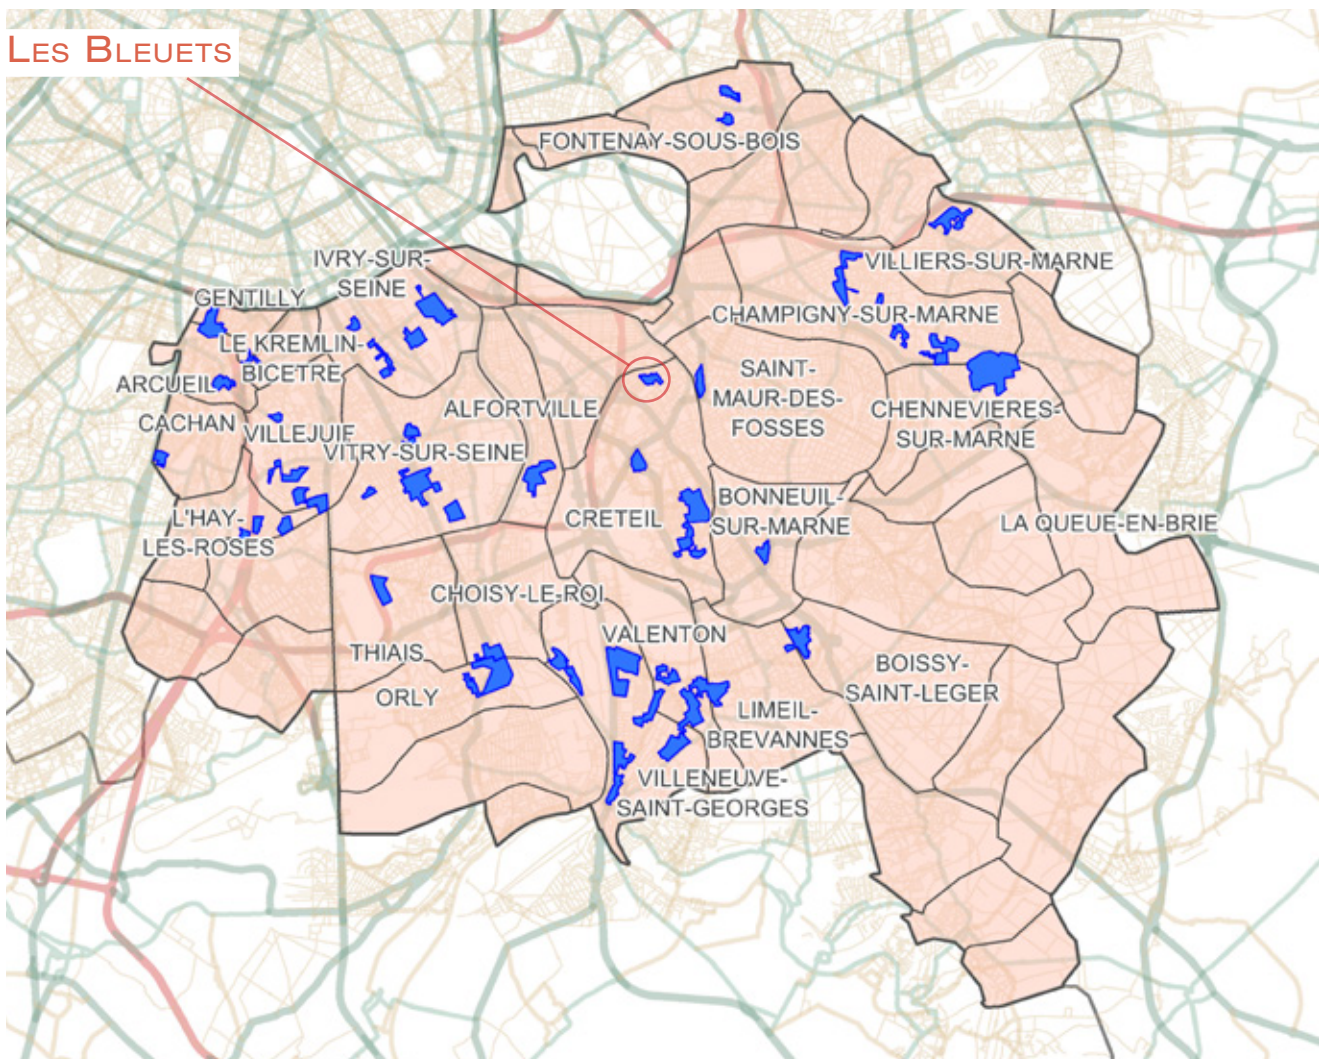 LES BLEUETS
FONTENAY-SOUS-BOIS
IVRY-SUR-
SEINE
VILLIERS-SUR-MARNE
GENTILLY
CHAMPIGNY-SUR-MARNE
LE KREMLIN-
BICETRE
ARCUEIL
SAINT-
MAUR-DES-
FOSSES
CACHAN
ALFORTVILLE
CHENNEVIERES-
SUR-MARNE
VILLEJUIF
VITRY-SUR-SEINE
BONNEUIL-
SUR-MARNE
L'HAY-
LES-ROSES
CRETEIL
LA QUEUE-EN-BRIE
CHOISY-LE-ROI
VALENTON
THIAIS
BOISSY-
SAINT-LEGER
ORLY
LIMEIL-
BREVANNES
VILLENEUVE-
SAINT-GEORGES